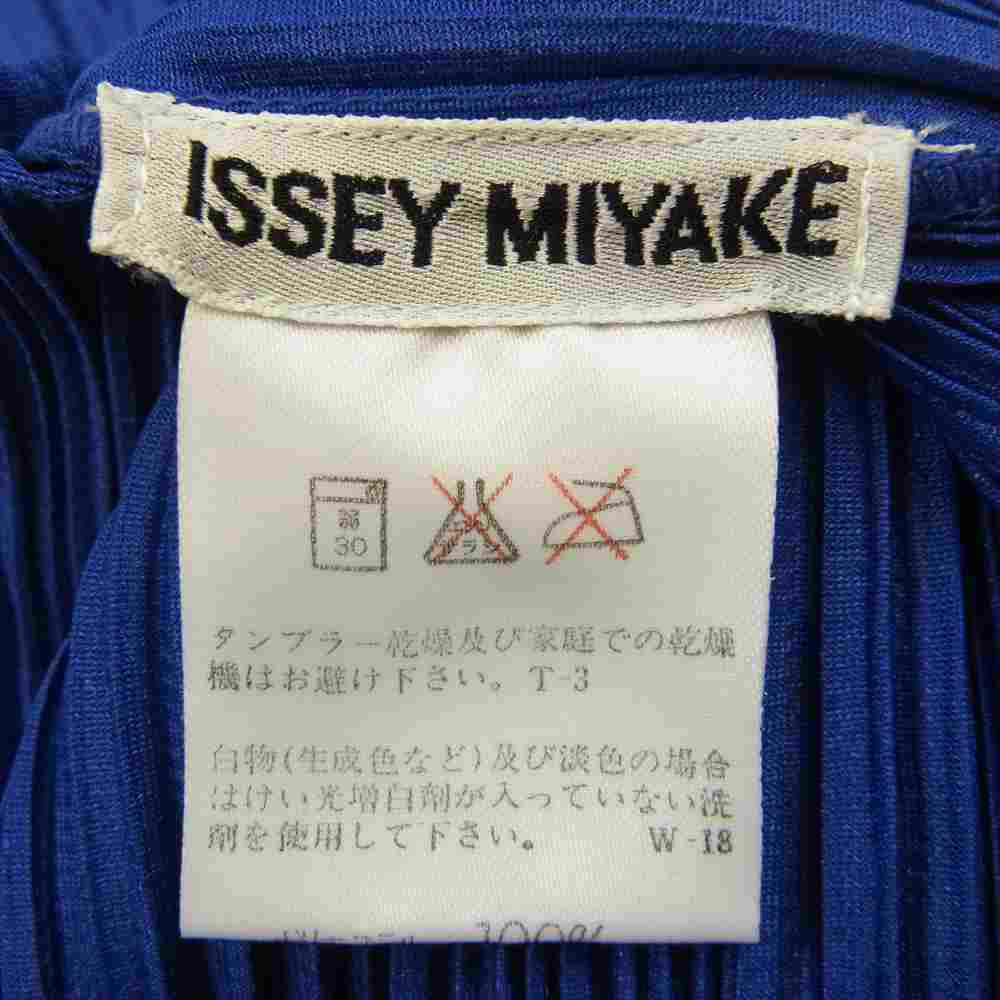 ISSEY MIYAKE
弱
30
タンブラー乾燥及び家庭での乾燥
機はお避け下さい。T-3
白物(生成色など)及び淡色の場合
はけい光増白剤が入っていない洗
剤を使用して下さい。 W-18
100%